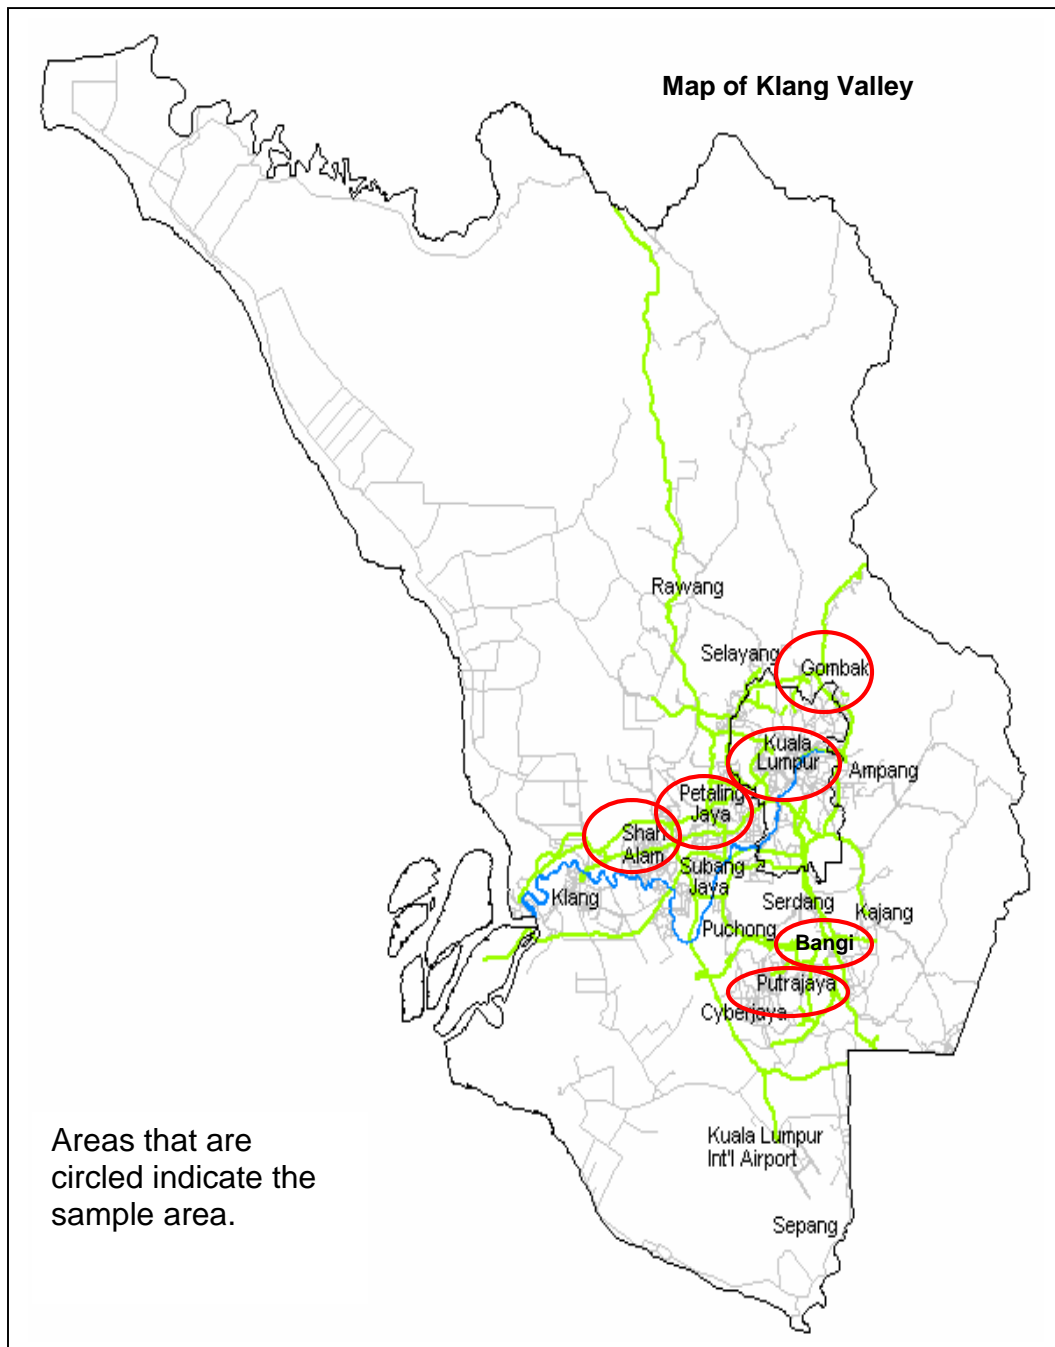 Map of Klang Valley
Rawang
Selayang
Gombak
Kuala
Lumpur
Ampang
Petaling
Jaya
Shah
Alam
Subang
Jaya
Klang
Serdang
Kajang
Puchong
Bangi
Putrajaya
Cyberjaya
Areas that are
circled indicate the
sample area.
Kuala Lumpur
Int'l Airport
Sepang